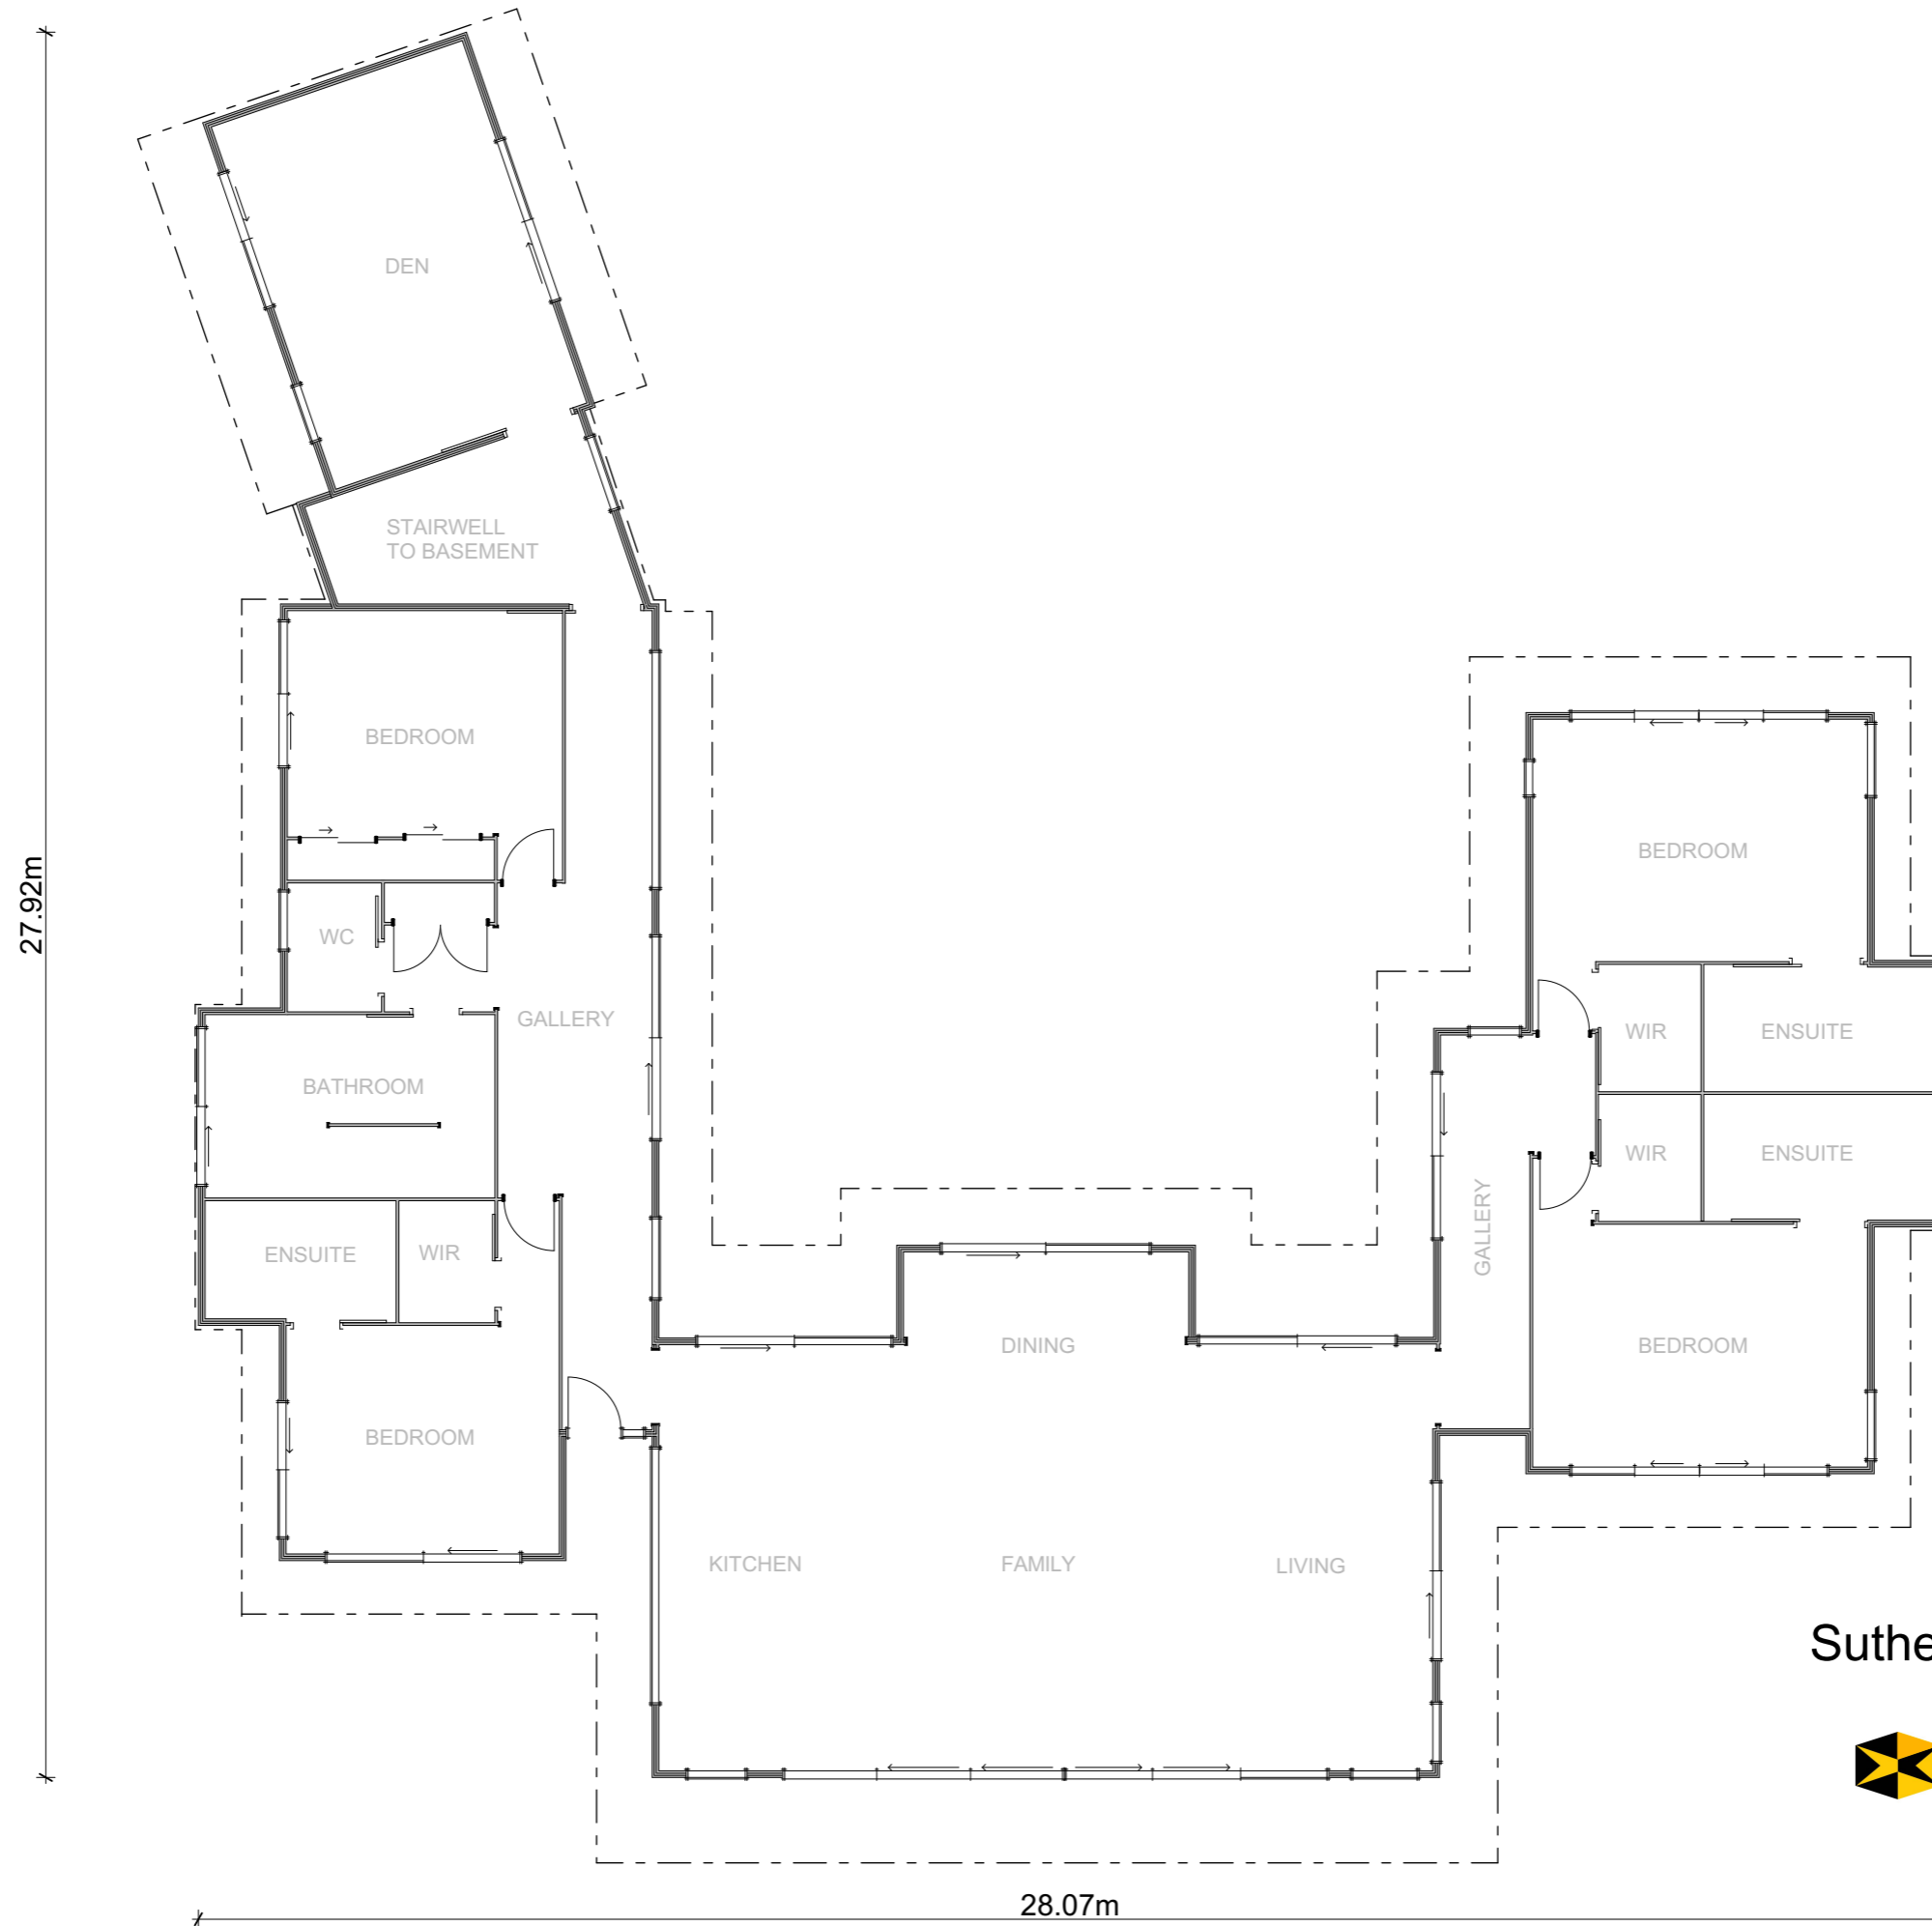 DEN
STAIRWELL
TO BASEMENT
BEDROOM
BEDROOM
27.92m
WC
GALLERY
WIR
ENSUITE
BATHROOM
WIR
ENSUITE
GALLERY
ENSUITE
WIR
DINING
BEDROOM
BEDROOM
KITCHEN
FAMILY
LIVING
Suthe
28.07m